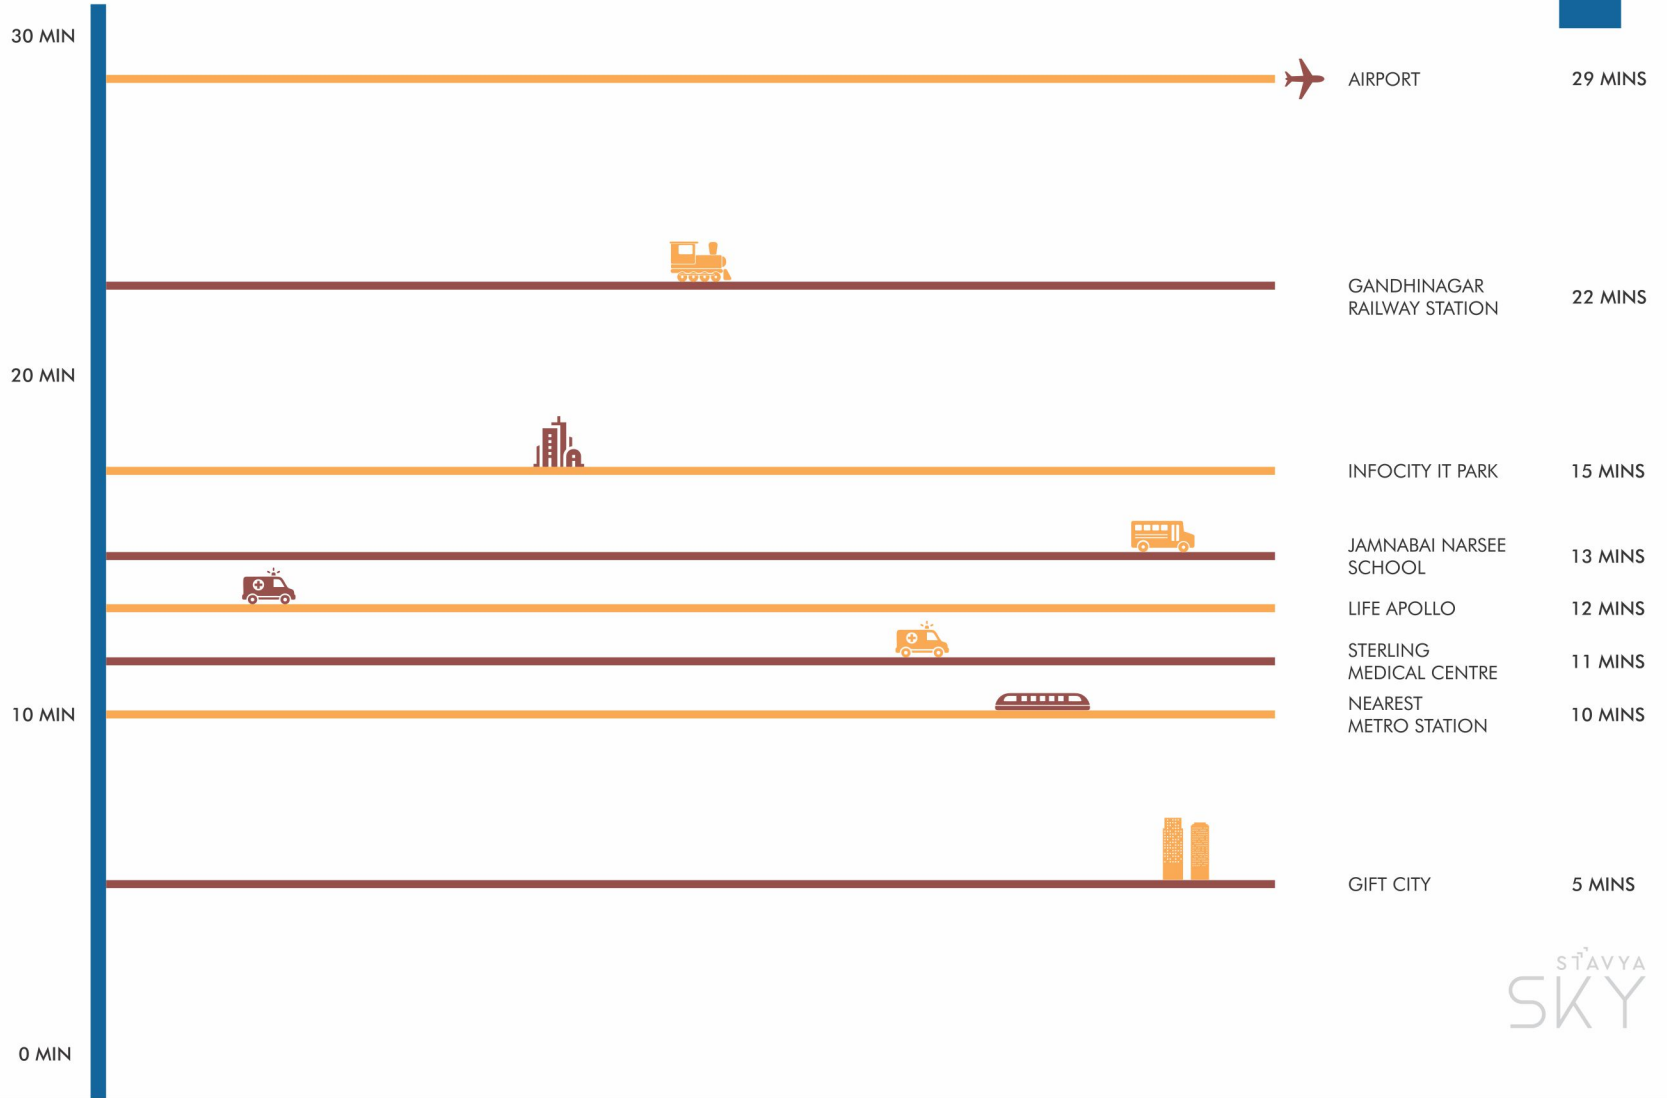 30 MIN
AIRPORT 29 MINS
GANDHINAGAR
RAILWAY STATION 22 MINS
20 MIN
INFOCITY IT PARK 15 MINS
JAMNABAI NARSEE
SCHOOL 13 MINS
LIFE APOLLO 12 MINS
STERLING
MEDICAL CENTRE 11 MINS
10 MIN
NEAREST
METRO STATION 10 MINS
GIFT CITY 5 MINS
STAVYA
SKY
0 MIN